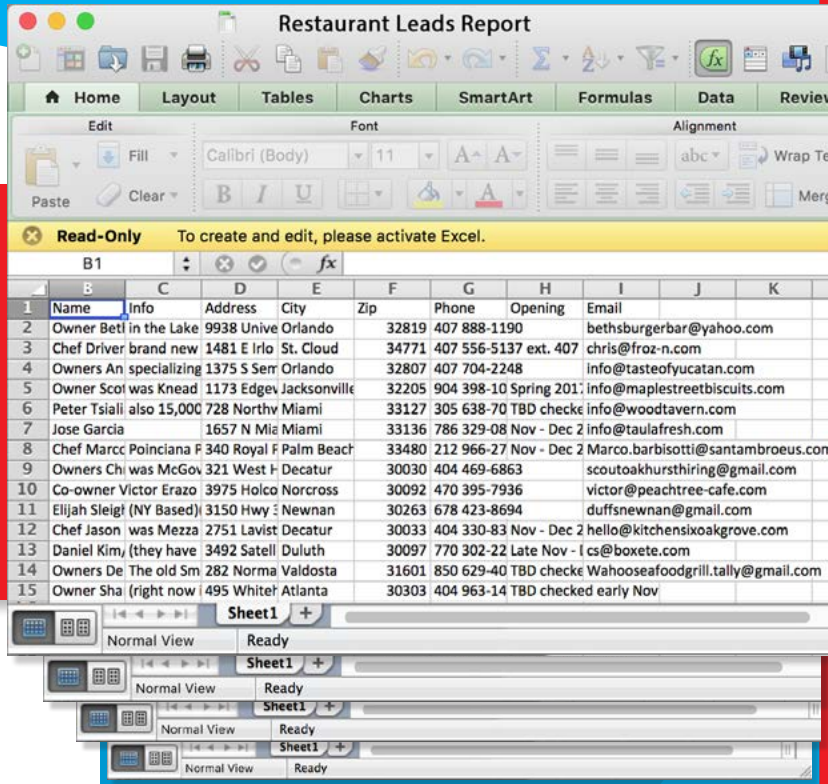 Restaurant Leads Report
Home Layout Tables Charts SmartArt Formulas Data Review
Edit Font Alignment
Fill Calibri (Body) 11 A A abc Wrap Te
Paste Clear B I U A Merg
Read-Only To create and edit, please activate Excel.
B1 fx
B C D E F G H I J K
1 Name Info Address City Zip Phone Opening Email
2 Owner Beth in the Lake 9938 Unive Orlando 32819 407 888-1190 bethsburgerbar@yahoo.com
3 Chef Driver brand new 1481 E Irlo St. Cloud 34771 407 556-5137 ext. 407 chris@froz-n.com
4 Owners An specializing 1375 S Sem Orlando 32807 407 704-2248 info@tasteofyucatan.com
5 Owner Scot was Knead 1173 Edgew Jacksonville 32205 904 398-10 Spring 201 info@maplestreetbiscuits.com
6 Peter Tsiali also 15,000 728 Northw Miami 33127 305 638-70 TBD checke info@woodtavern.com
7 Jose Garcia 1657 N Mia Miami 33136 786 329-08 Nov - Dec 2 info@taulafresh.com
8 Chef Marco Poinciana P 340 Royal P Palm Beach 33480 212 966-27 Nov - Dec 2 Marco.barbisotti@santambroeus.com
9 Owners Chi was McGov 321 West H Decatur 30030 404 469-6863 scoutoakhursthiring@gmail.com
10 Co-owner Victor Erazo 3975 Holco Norcross 30092 470 395-7936 victor@peachtree-cafe.com
11 Elijah Sleigh (NY Based) 3150 Hwy 3 Newnan 30263 678 423-8694 duffsnewnan@gmail.com
12 Chef Jason was Mezza 2751 Lavist Decatur 30033 404 330-83 Nov - Dec 2 hello@kitchensixoakgrove.com
13 Daniel Kim/ (they have 3492 Satell Duluth 30097 770 302-22 Late Nov - cs@boxete.com
14 Owners De The old Sm 282 Norma Valdosta 31601 850 629-40 TBD checke Wahooseafoodgrill.tally@gmail.com
15 Owner Sha (right now i 495 Whiteh Atlanta 30303 404 963-14 TBD checked early Nov
Sheet1
Normal View Ready
Sheet1
Normal View Ready
Sheet1
Normal View Ready
Sheet1
Normal View Ready